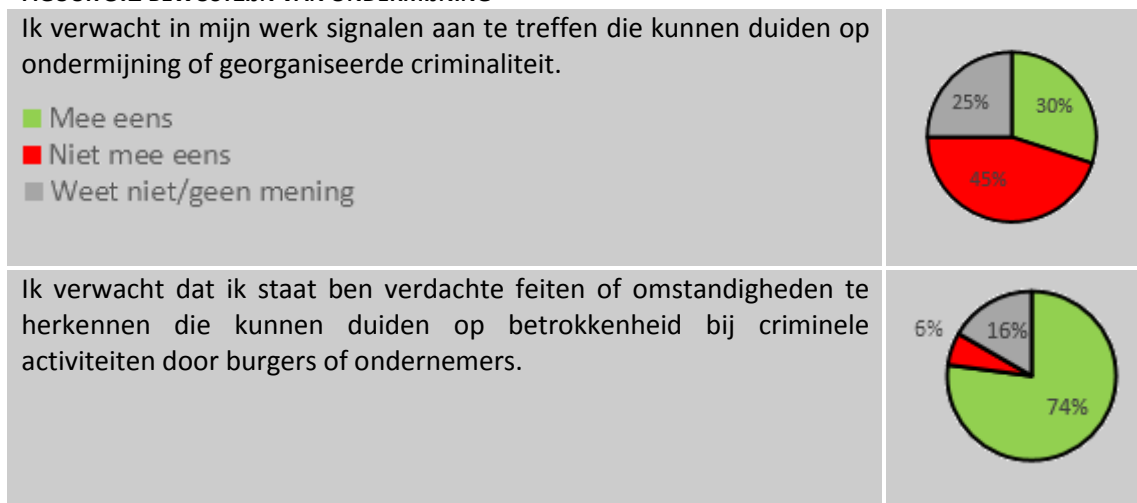 Ik verwacht in mijn werk signalen aan te treffen die kunnen duiden op
ondermijning of georganiseerde criminaliteit.
Mee eens
Niet mee eens
Weet niet/geen mening
25%
30%
45%
Ik verwacht dat ik staat ben verdachte feiten of omstandigheden te
herkennen die kunnen duiden op betrokkenheid bij criminele
activiteiten door burgers of ondernemers.
6%
16%
74%